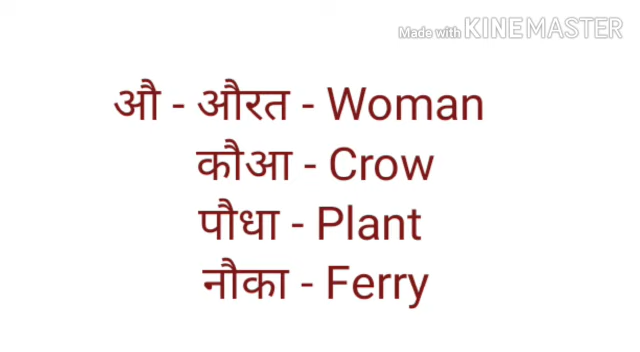 Made with KINEMASTER
औ - औरत - Woman
कौआ - Crow
पौधा - Plant
नौका - Ferry